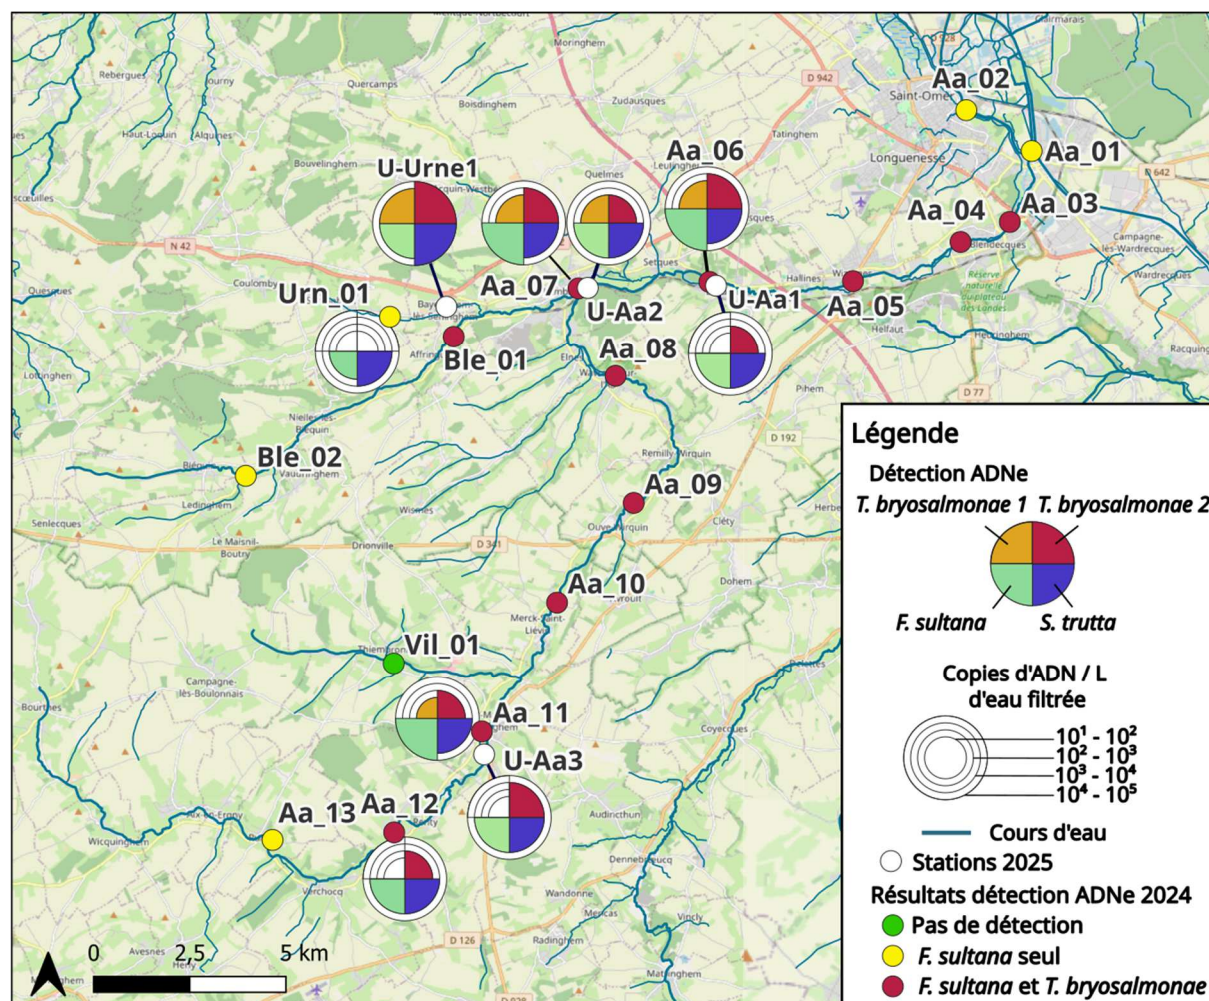 Moringhem
Clairmarais
D 928
Rebergues
Journy
Quercamps
D 942
Aa_02
Saint-Omer
Boisdinghem
Zudausques
Haut-Loquin
Alquines
Tatinghem
Aa_06
Longuenesse
Aa_01
Bouvelinghem
Leulinghem
U-Urne1
Quelmes
D 642
Aa_04
Aa_03
N 42
Setques
Blendecques
Campagne-
lès-Wardrecques
Coulomby
Hallines
Wardrecques
Quesques
Urn_01
Aa_07
U-Aa1
Réserve
naturelle
du plateau
des Landes
U-Aa2
Aa_05
Helfaut
Heuringhem
Affringues
Ble_01
Aa_08
Elnes
Racquing
Lottinghen
Pihem
D 77
Nielles-lès-
Bléquin
D 192
Ble_02
Vaudringhem
Remilly-Wirquin
Ledinghem
Aa_09
Senlecques
Wismes
Ouve-Wirquin
Cléty
Le Maisnil-
Boutry
Drionville
D 341
Dohem
Aa_10
Merck-Saint-
Liévin
Vil_01
Thiembronne
Campagne-
lès-Boulonnais
Bourthes
Aa_11
Coyecques
U-Aa3
Aa_13
Aa_12
Audincthun
Wicquinghem
Dennebrœucq
Verchocq
Wandonne
Mencas
Vincly
Avesnes
Radinghem
D 126
Matringhem
D 928
0 2,5 5 km
Légende
Détection ADNe
T. bryosalmonae 1 T. bryosalmonae 2
F. sultana S. trutta
Copies d'ADN / L
d'eau filtrée
10¹ - 10²
10² - 10³
10³ - 10⁴
10⁴ - 10⁵
Cours d'eau
Stations 2025
Résultats détection ADNe 2024
Pas de détection
F. sultana seul
F. sultana et T. bryosalmonae